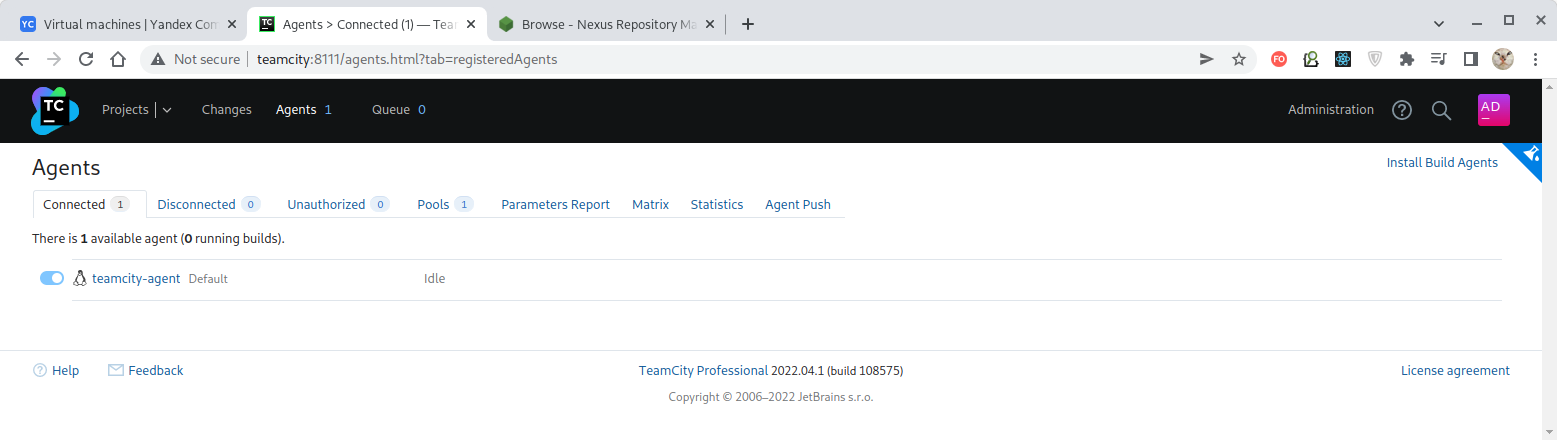 YC Virtual machines | Yandex Com
TC Agents > Connected (1) — Tea
Browse - Nexus Repository Ma
Not secure | teamcity:8111/agents.html?tab=registeredAgents
FO
TC
Projects
Changes
Agents 1
Queue 0
Administration
AD
Agents
Install Build Agents
Connected 1
Disconnected 0
Unauthorized 0
Pools 1
Parameters Report
Matrix
Statistics
Agent Push
There is 1 available agent (0 running builds).
teamcity-agent Default Idle
Help
Feedback
TeamCity Professional 2022.04.1 (build 108575)
License agreement
Copyright © 2006–2022 JetBrains s.r.o.